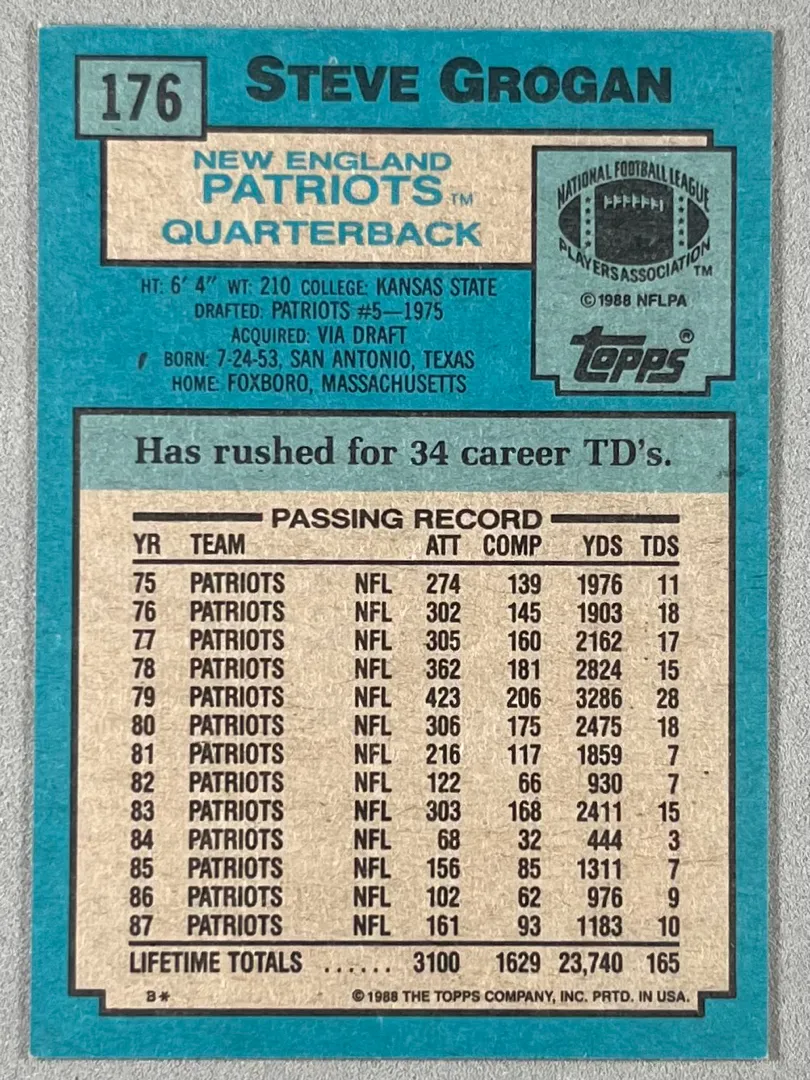 176
STEVE GROGAN
NEW ENGLAND
PATRIOTS™
QUARTERBACK
NATIONAL FOOTBALL LEAGUE
PLAYERS ASSOCIATION™
©1988 NFLPA
topps®
HT: 6' 4" WT: 210 COLLEGE: KANSAS STATE
DRAFTED: PATRIOTS #5—1975
ACQUIRED: VIA DRAFT
BORN: 7-24-53, SAN ANTONIO, TEXAS
HOME: FOXBORO, MASSACHUSETTS
Has rushed for 34 career TD's.
PASSING RECORD
YR TEAM ATT COMP YDS TDS
75 PATRIOTS NFL 274 139 1976 11
76 PATRIOTS NFL 302 145 1903 18
77 PATRIOTS NFL 305 160 2162 17
78 PATRIOTS NFL 362 181 2824 15
79 PATRIOTS NFL 423 206 3286 28
80 PATRIOTS NFL 306 175 2475 18
81 PATRIOTS NFL 216 117 1859 7
82 PATRIOTS NFL 122 66 930 7
83 PATRIOTS NFL 303 168 2411 15
84 PATRIOTS NFL 68 32 444 3
85 PATRIOTS NFL 156 85 1311 7
86 PATRIOTS NFL 102 62 976 9
87 PATRIOTS NFL 161 93 1183 10
LIFETIME TOTALS ...... 3100 1629 23,740 165
B* ©1988 THE TOPPS COMPANY, INC. PRTD. IN USA.